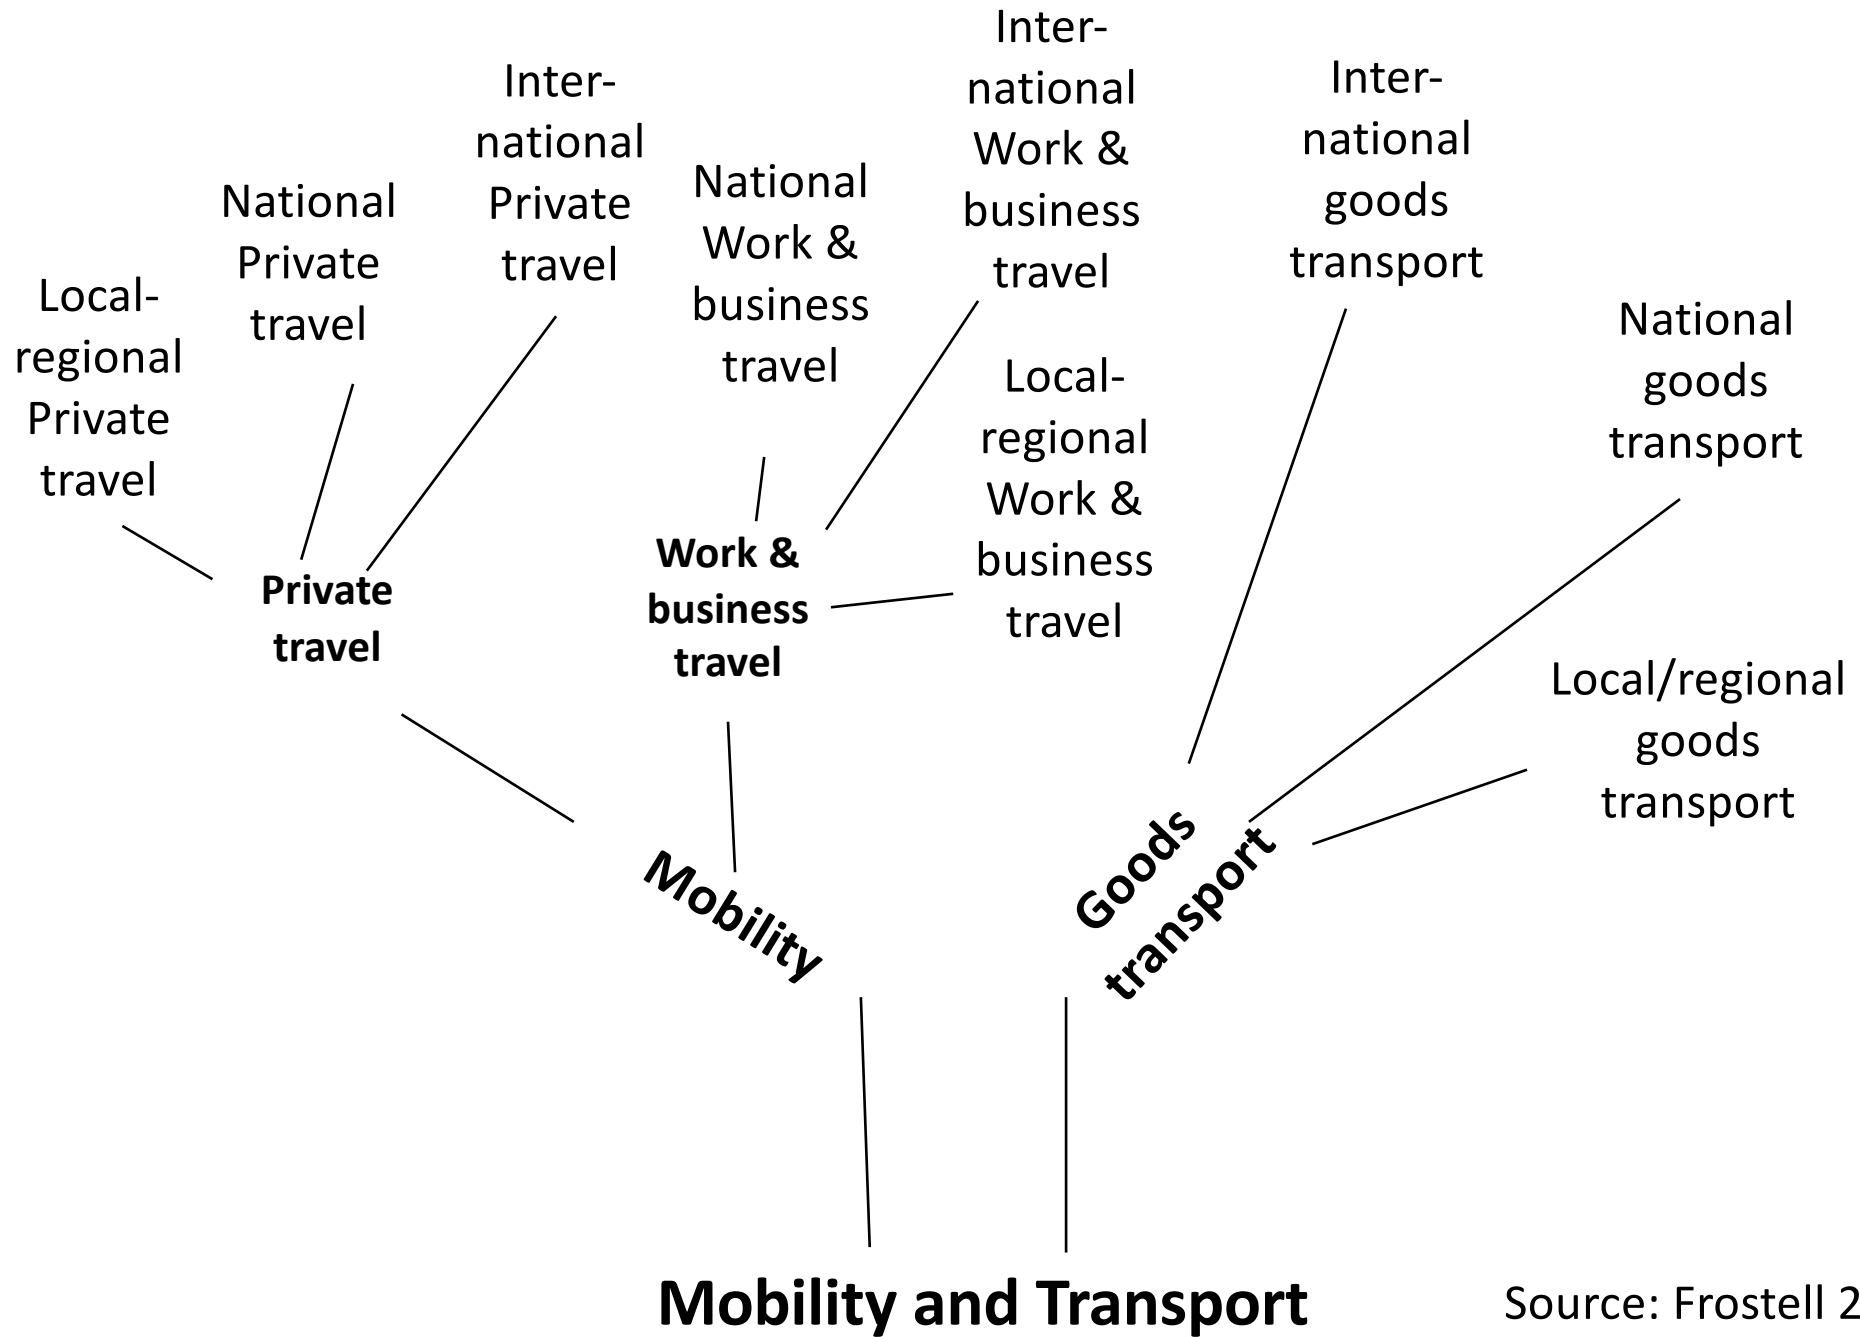 Local-
regional
Private
travel
National
Private
travel
Inter-
national
Private
travel
National
Work &
business
travel
Inter-
national
Work &
business
travel
Local-
regional
Work &
business
travel
Inter-
national
goods
transport
National
goods
transport
Local/regional
goods
transport
Private
travel
Work &
business
travel
Mobility
Goods
transport
Mobility and Transport
Source: Frostell 2